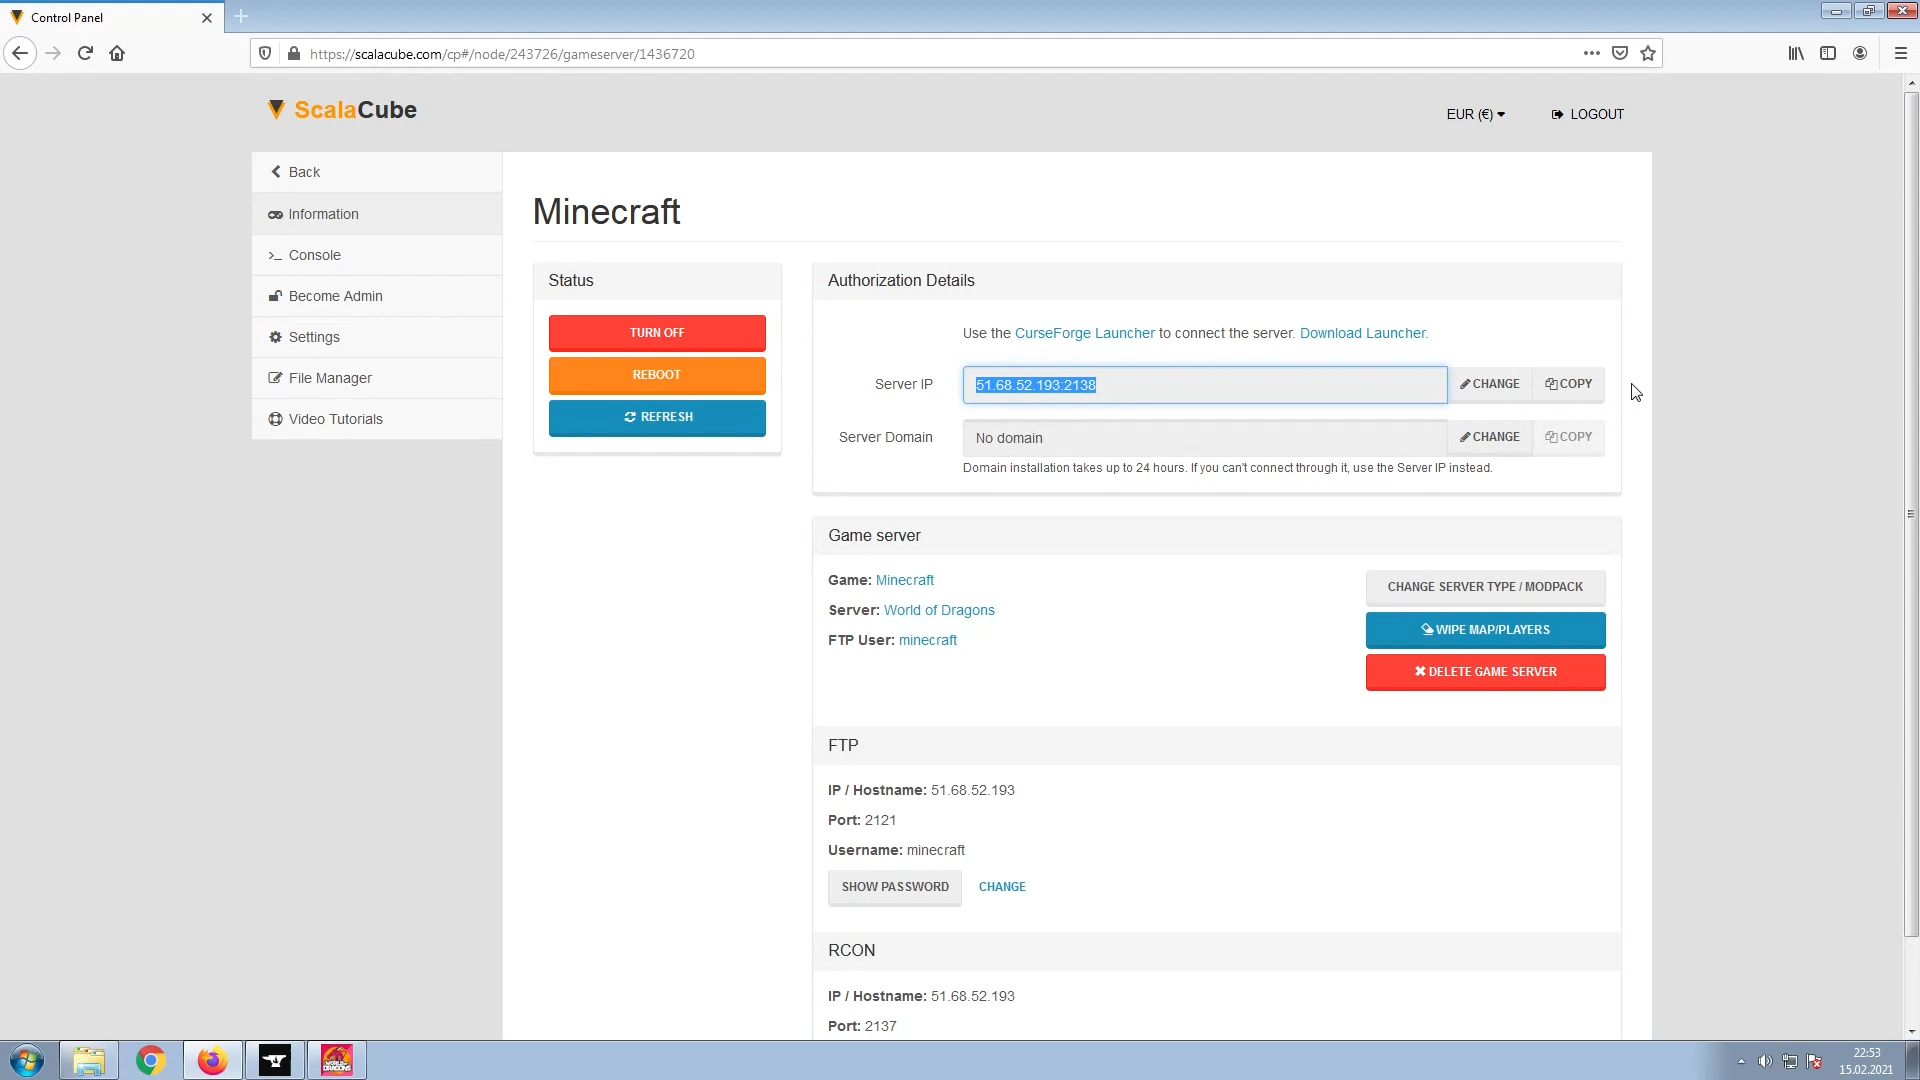 Control Panel
https://scalacube.com/cp#/node/243726/gameserver/1436720
ScalaCube
EUR (€)
LOGOUT
Back
Information
Console
Become Admin
Settings
File Manager
Video Tutorials
Minecraft
Status
TURN OFF
REBOOT
REFRESH
Authorization Details
Use the CurseForge Launcher to connect the server. Download Launcher.
Server IP
51.68.52.193:2138
CHANGE
COPY
Server Domain
No domain
CHANGE
COPY
Domain installation takes up to 24 hours. If you can't connect through it, use the Server IP instead.
Game server
Game: Minecraft
Server: World of Dragons
FTP User: minecraft
CHANGE SERVER TYPE / MODPACK
WIPE MAP/PLAYERS
DELETE GAME SERVER
FTP
IP / Hostname: 51.68.52.193
Port: 2121
Username: minecraft
SHOW PASSWORD
CHANGE
RCON
IP / Hostname: 51.68.52.193
Port: 2137
WORLD OF
DRAGONS
22:53
15.02.2021